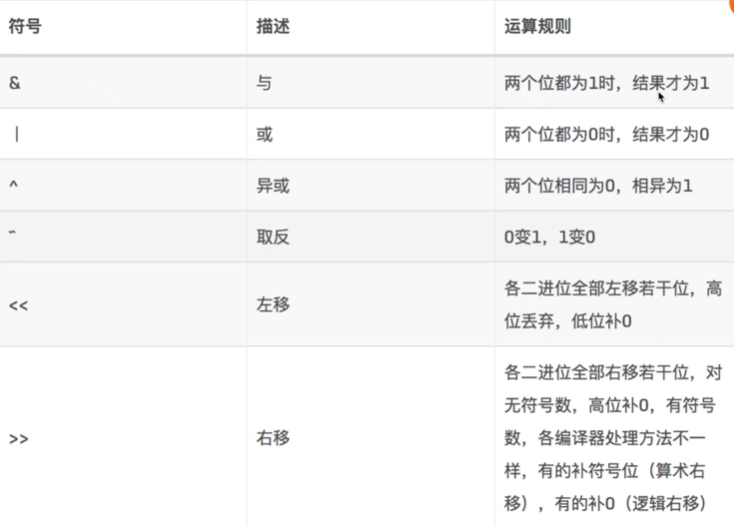 符号 描述 运算规则
& 与 两个位都为1时，结果才为1
| 或 两个位都为0时，结果才为0
^ 异或 两个位相同为0，相异为1
~ 取反 0变1，1变0
<< 左移 各二进位全部左移若干位，高
位丢弃，低位补0
>> 右移 各二进位全部右移若干位，对
无符号数，高位补0，有符号
数，各编译器处理方法不一
样，有的补符号位（算术右
移），有的补0（逻辑右移）